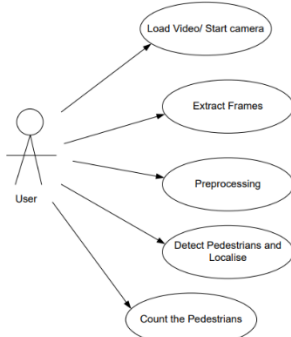 Load Video/ Start camera
Extract Frames
User
Preprocessing
Detect Pedestrians and
Localise
Count the Pedestrians